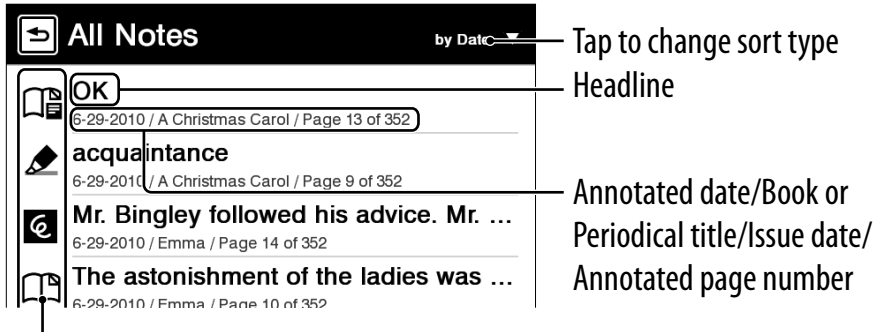 All Notes
by Date
Tap to change sort type
OK
Headline
6-29-2010 / A Christmas Carol / Page 13 of 352
acquaintance
6-29-2010 / A Christmas Carol / Page 9 of 352
Mr. Bingley followed his advice. Mr. ...
6-29-2010 / Emma / Page 14 of 352
The astonishment of the ladies was ...
6-29-2010 / Emma / Page 10 of 352
Annotated date/Book or
Periodical title/Issue date/
Annotated page number